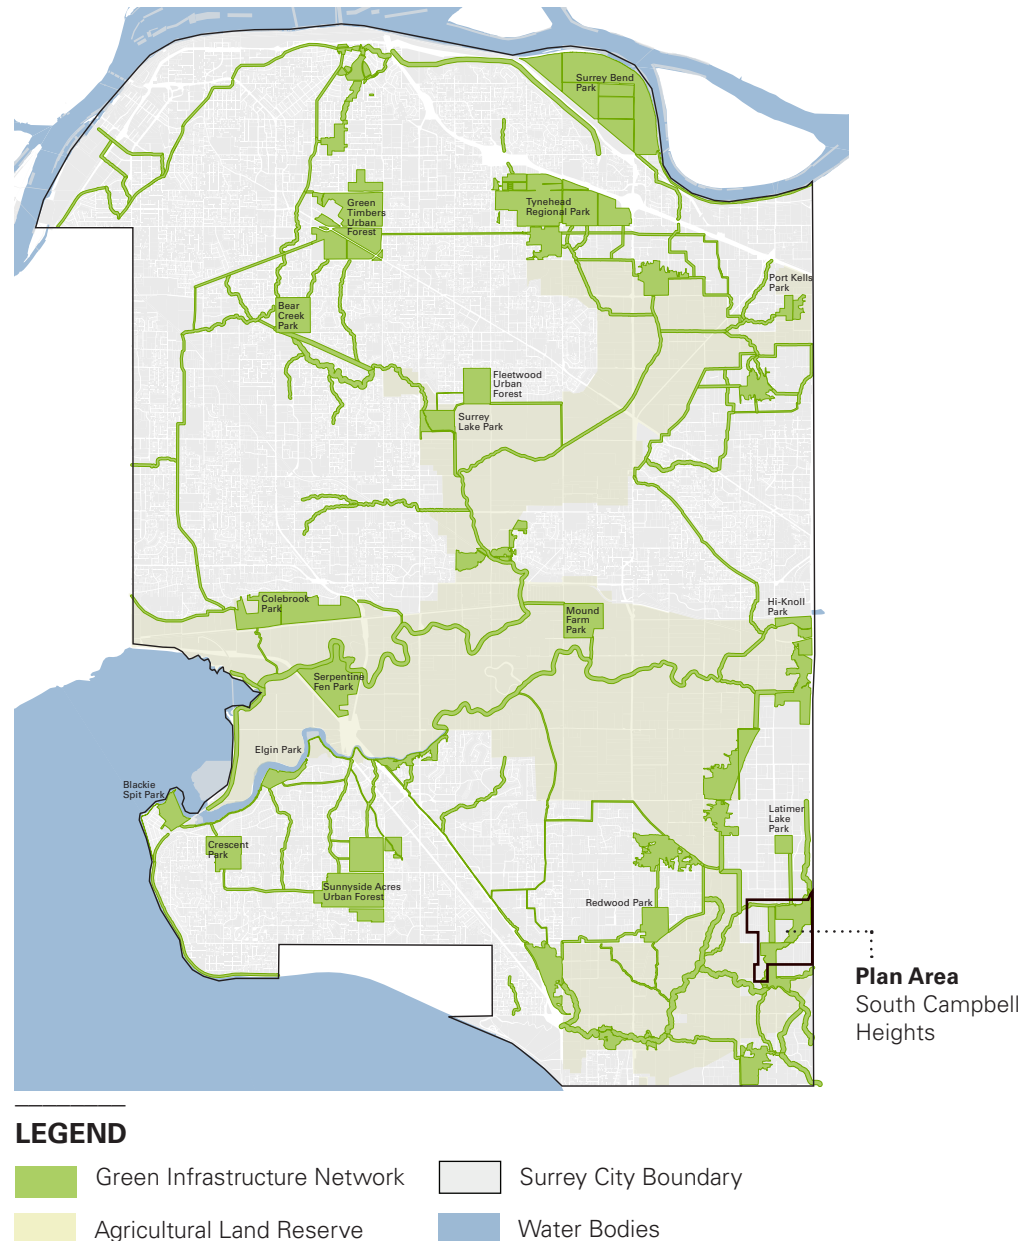 Surrey Bend
Park
Green
Timbers
Urban
Forest
Tynehead
Regional Park
Port Kells
Park
Bear
Creek
Park
Fleetwood
Urban
Forest
Surrey
Lake Park
Colebrook
Park
Mound
Farm
Park
Hi-Knoll
Park
Serpentine
Fen Park
Elgin Park
Blackie
Spit Park
Latimer
Lake
Park
Crescent
Park
Sunnyside Acres
Urban Forest
Redwood Park
Plan Area
South Campbell
Heights
LEGEND
Green Infrastructure Network
Surrey City Boundary
Agricultural Land Reserve
Water Bodies